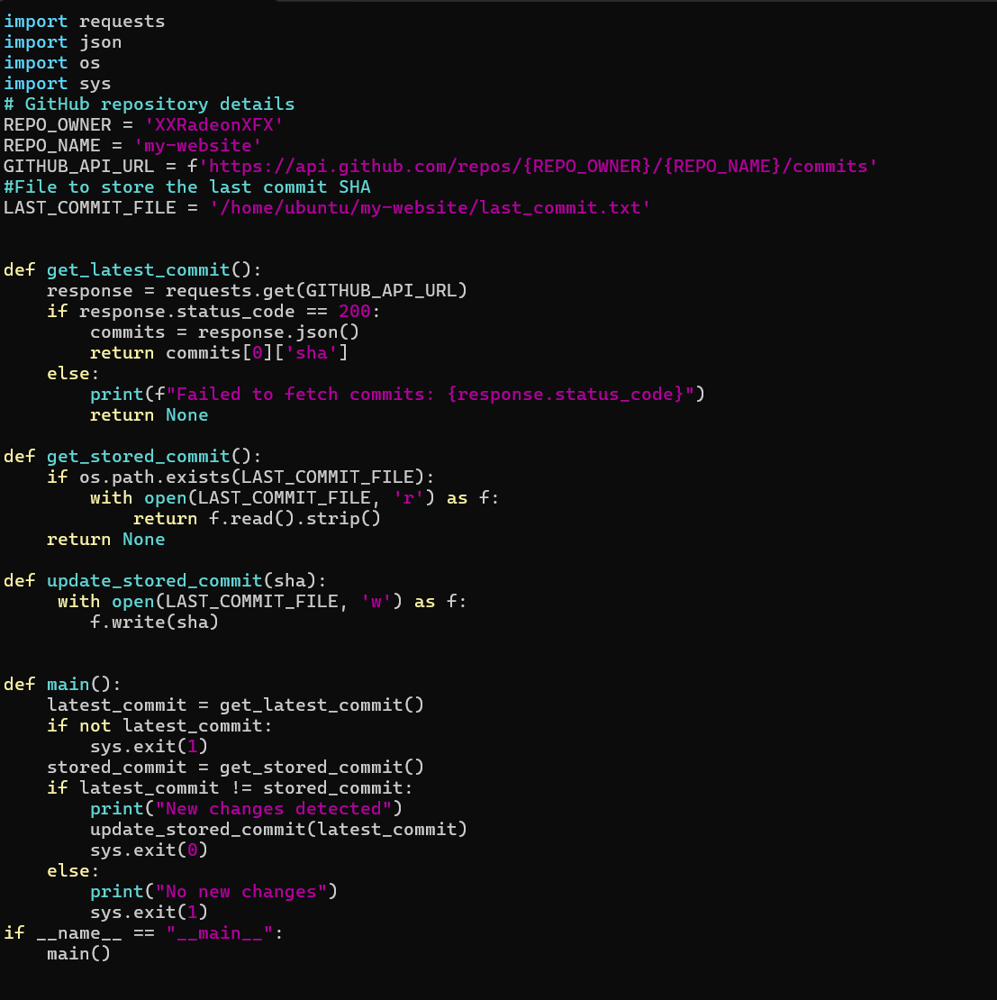 import requests
import json
import os
import sys
# GitHub repository details
REPO_OWNER = 'XXRadeonXFX'
REPO_NAME = 'my-website'
GITHUB_API_URL = f'https://api.github.com/repos/{REPO_OWNER}/{REPO_NAME}/commits'
#File to store the last commit SHA
LAST_COMMIT_FILE = '/home/ubuntu/my-website/last_commit.txt'


def get_latest_commit():
    response = requests.get(GITHUB_API_URL)
    if response.status_code == 200:
        commits = response.json()
        return commits[0]['sha']
    else:
        print(f"Failed to fetch commits: {response.status_code}")
        return None

def get_stored_commit():
    if os.path.exists(LAST_COMMIT_FILE):
        with open(LAST_COMMIT_FILE, 'r') as f:
            return f.read().strip()
    return None

def update_stored_commit(sha):
     with open(LAST_COMMIT_FILE, 'w') as f:
        f.write(sha)


def main():
    latest_commit = get_latest_commit()
    if not latest_commit:
        sys.exit(1)
    stored_commit = get_stored_commit()
    if latest_commit != stored_commit:
        print("New changes detected")
        update_stored_commit(latest_commit)
        sys.exit(0)
    else:
        print("No new changes")
        sys.exit(1)
if __name__ == "__main__":
    main()